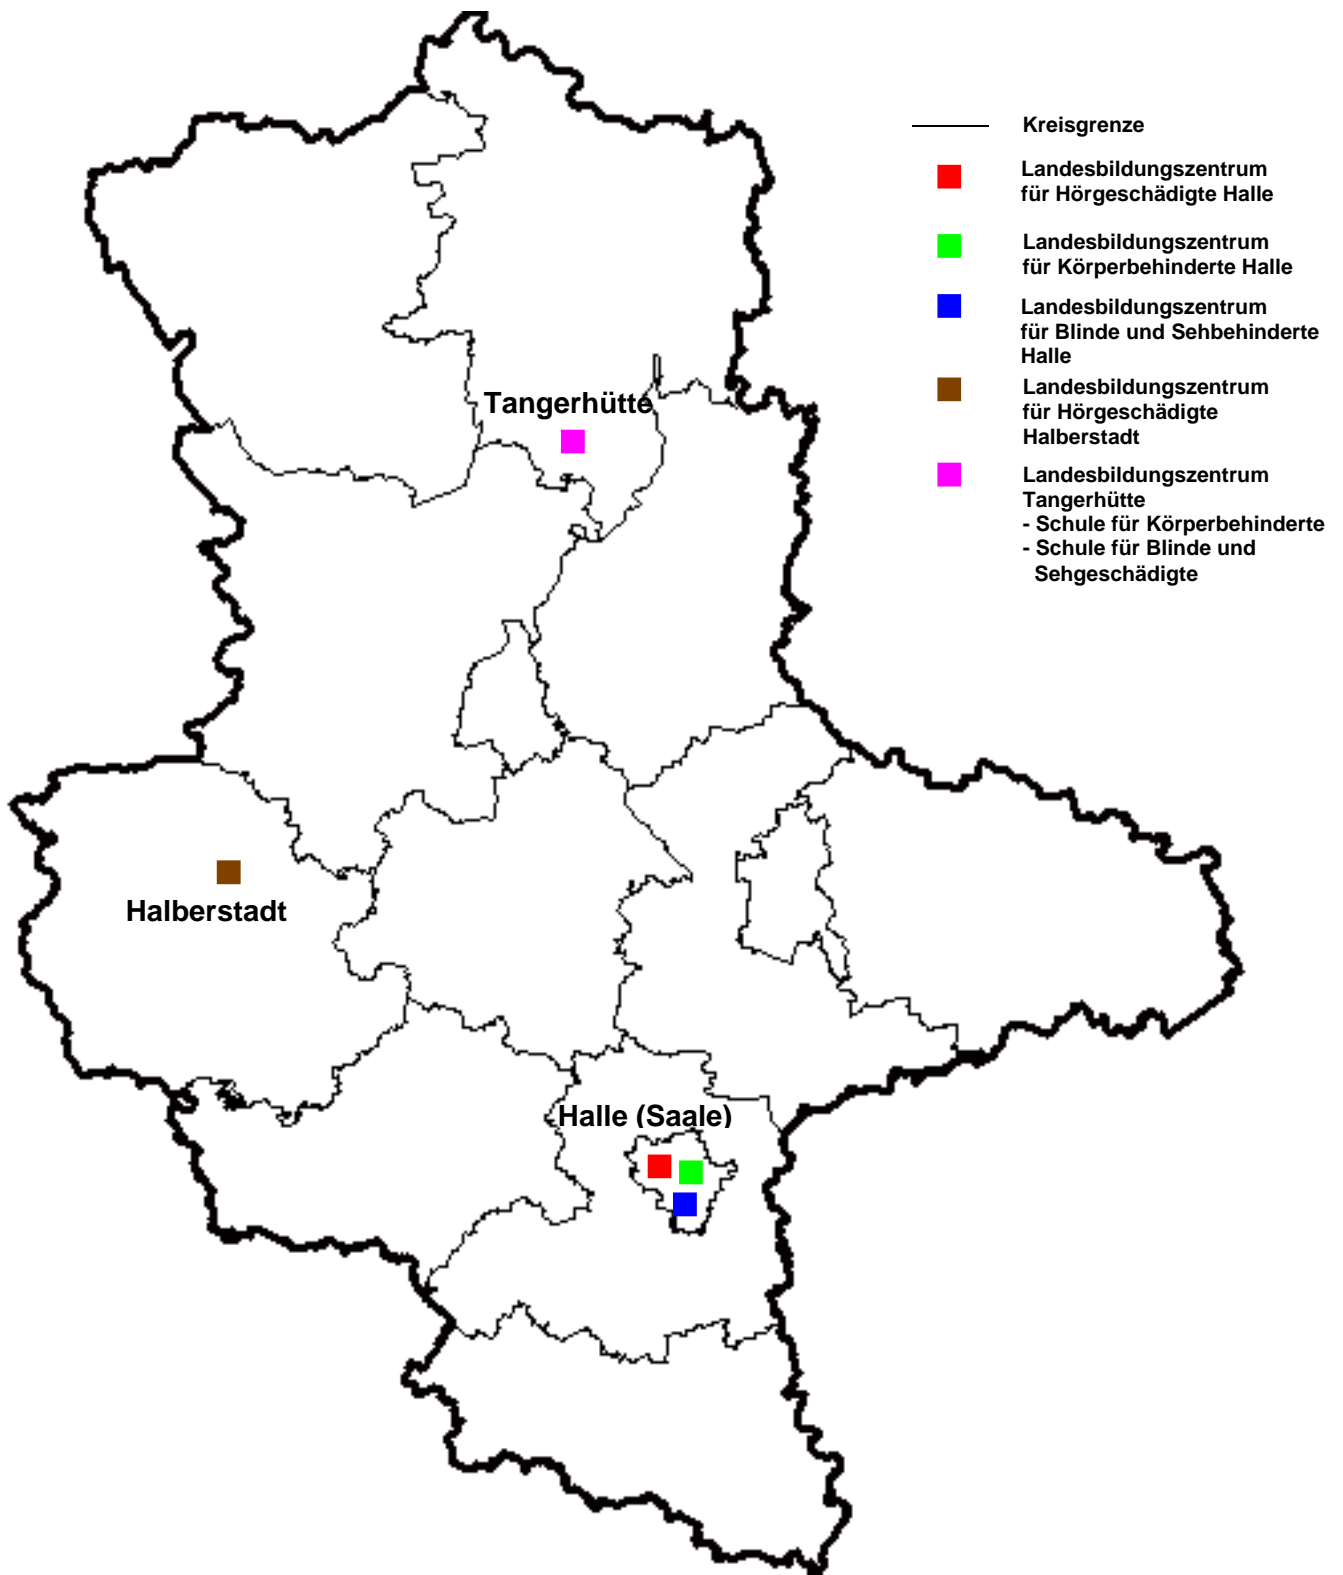 Kreisgrenze
Landesbildungszentrum
für Hörgeschädigte Halle
Landesbildungszentrum
für Körperbehinderte Halle
Landesbildungszentrum
für Blinde und Sehbehinderte
Halle
Landesbildungszentrum
für Hörgeschädigte
Halberstadt
Landesbildungszentrum
Tangerhütte
- Schule für Körperbehinderte
- Schule für Blinde und
Sehgeschädigte
Tangerhütte
Halberstadt
Halle (Saale)